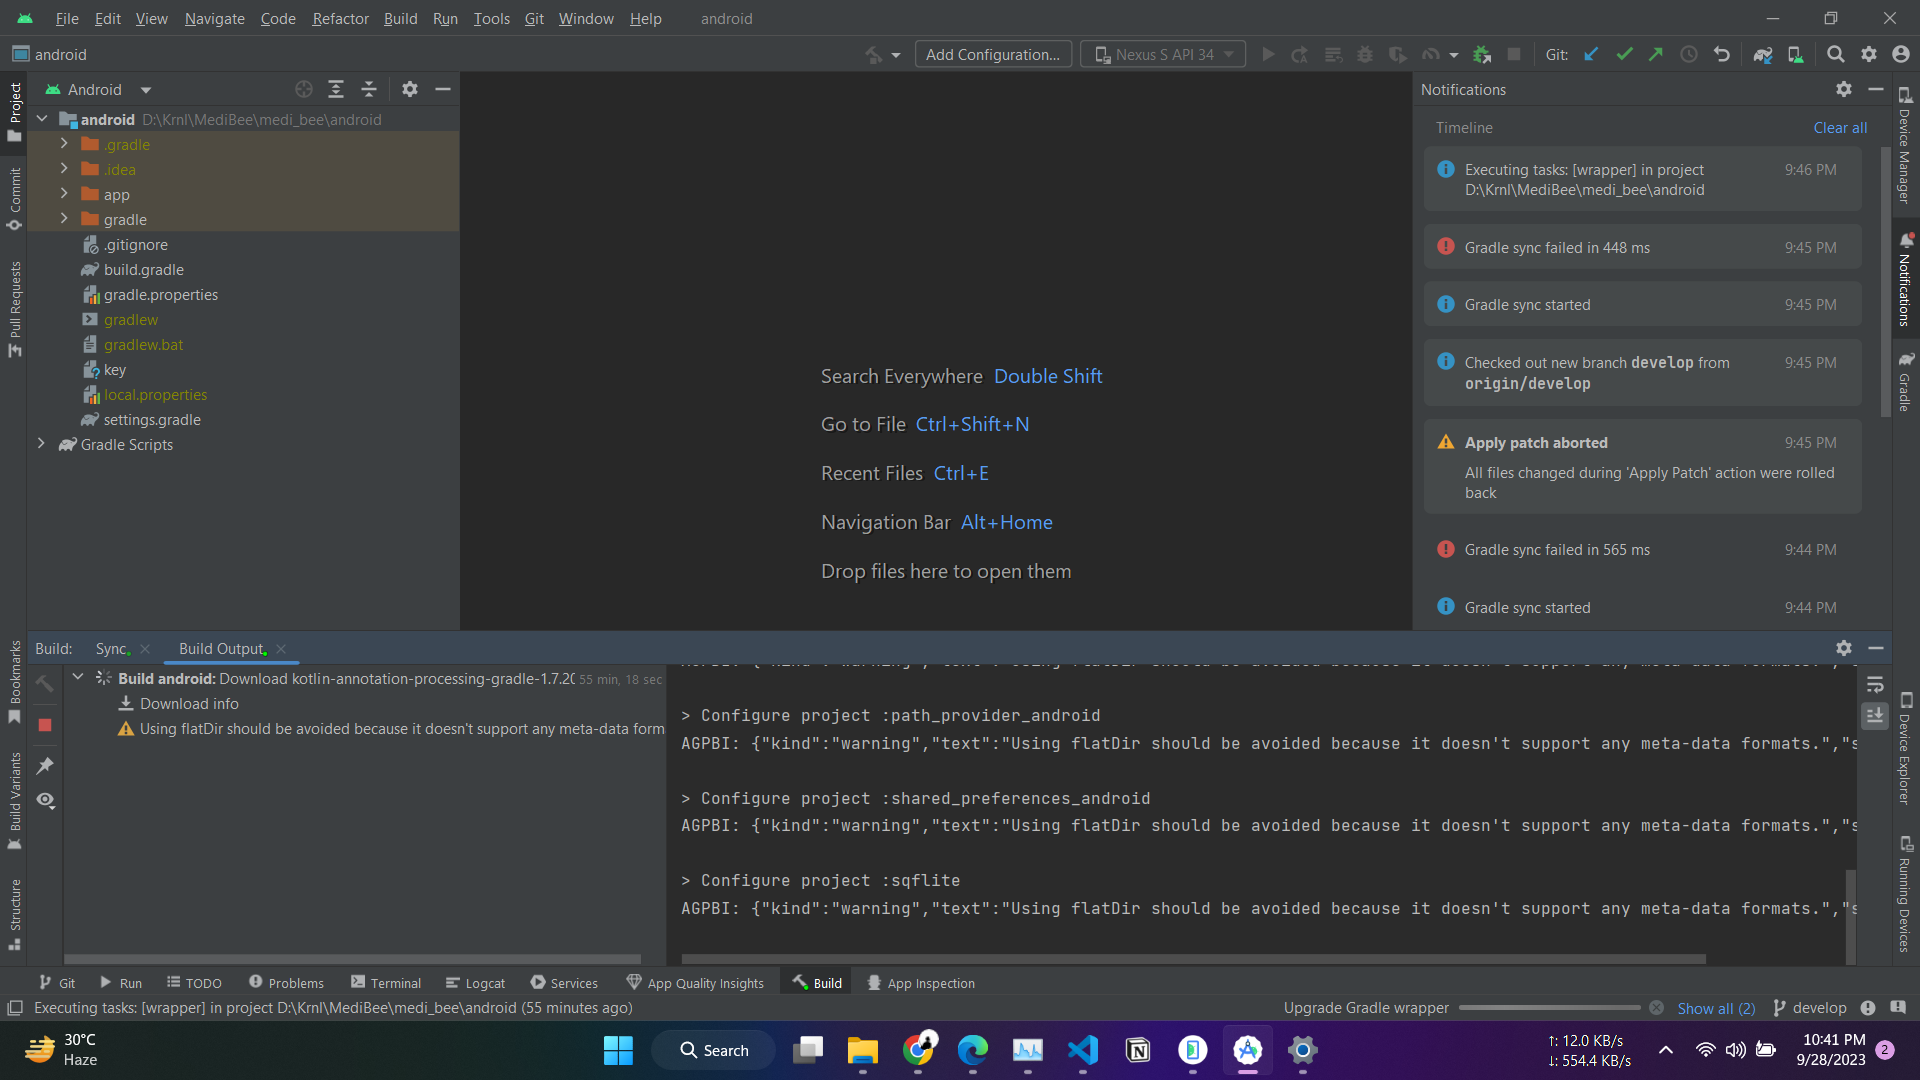 File Edit View Navigate Code Refactor Build Run Tools Git Window Help android
android
Add Configuration... Nexus S API 34 Git:
Project
Commit
Pull Requests
Bookmarks
Build Variants
Structure
Android
android D:\Krnl\MediBee\medi_bee\android
.gradle
.idea
app
gradle
.gitignore
build.gradle
gradle.properties
gradlew
gradlew.bat
key
local.properties
settings.gradle
Gradle Scripts
Search Everywhere Double Shift
Go to File Ctrl+Shift+N
Recent Files Ctrl+E
Navigation Bar Alt+Home
Drop files here to open them
Notifications
Timeline Clear all
Executing tasks: [wrapper] in project 9:46 PM
D:\Krnl\MediBee\medi_bee\android
Gradle sync failed in 448 ms 9:45 PM
Gradle sync started 9:45 PM
Checked out new branch develop from 9:45 PM
origin/develop
Apply patch aborted 9:45 PM
All files changed during 'Apply Patch' action were rolled
back
Gradle sync failed in 565 ms 9:44 PM
Gradle sync started 9:44 PM
Device Manager
Notifications
Gradle
Device Explorer
Running Devices
Build: Sync Build Output
Build android: Download kotlin-annotation-processing-gradle-1.7.20 55 min, 18 sec
Download info
Using flatDir should be avoided because it doesn't support any meta-data form
> Configure project :path_provider_android
AGPBI: {"kind":"warning","text":"Using flatDir should be avoided because it doesn't support any meta-data formats.","s
> Configure project :shared_preferences_android
AGPBI: {"kind":"warning","text":"Using flatDir should be avoided because it doesn't support any meta-data formats.","s
> Configure project :sqflite
AGPBI: {"kind":"warning","text":"Using flatDir should be avoided because it doesn't support any meta-data formats.","s
Git Run TODO Problems Terminal Logcat Services App Quality Insights Build App Inspection
Executing tasks: [wrapper] in project D:\Krnl\MediBee\medi_bee\android (55 minutes ago) Upgrade Gradle wrapper Show all (2) develop
30°C
Haze
Search
↑: 12.0 KB/s
↓: 554.4 KB/s
10:41 PM
9/28/2023
2